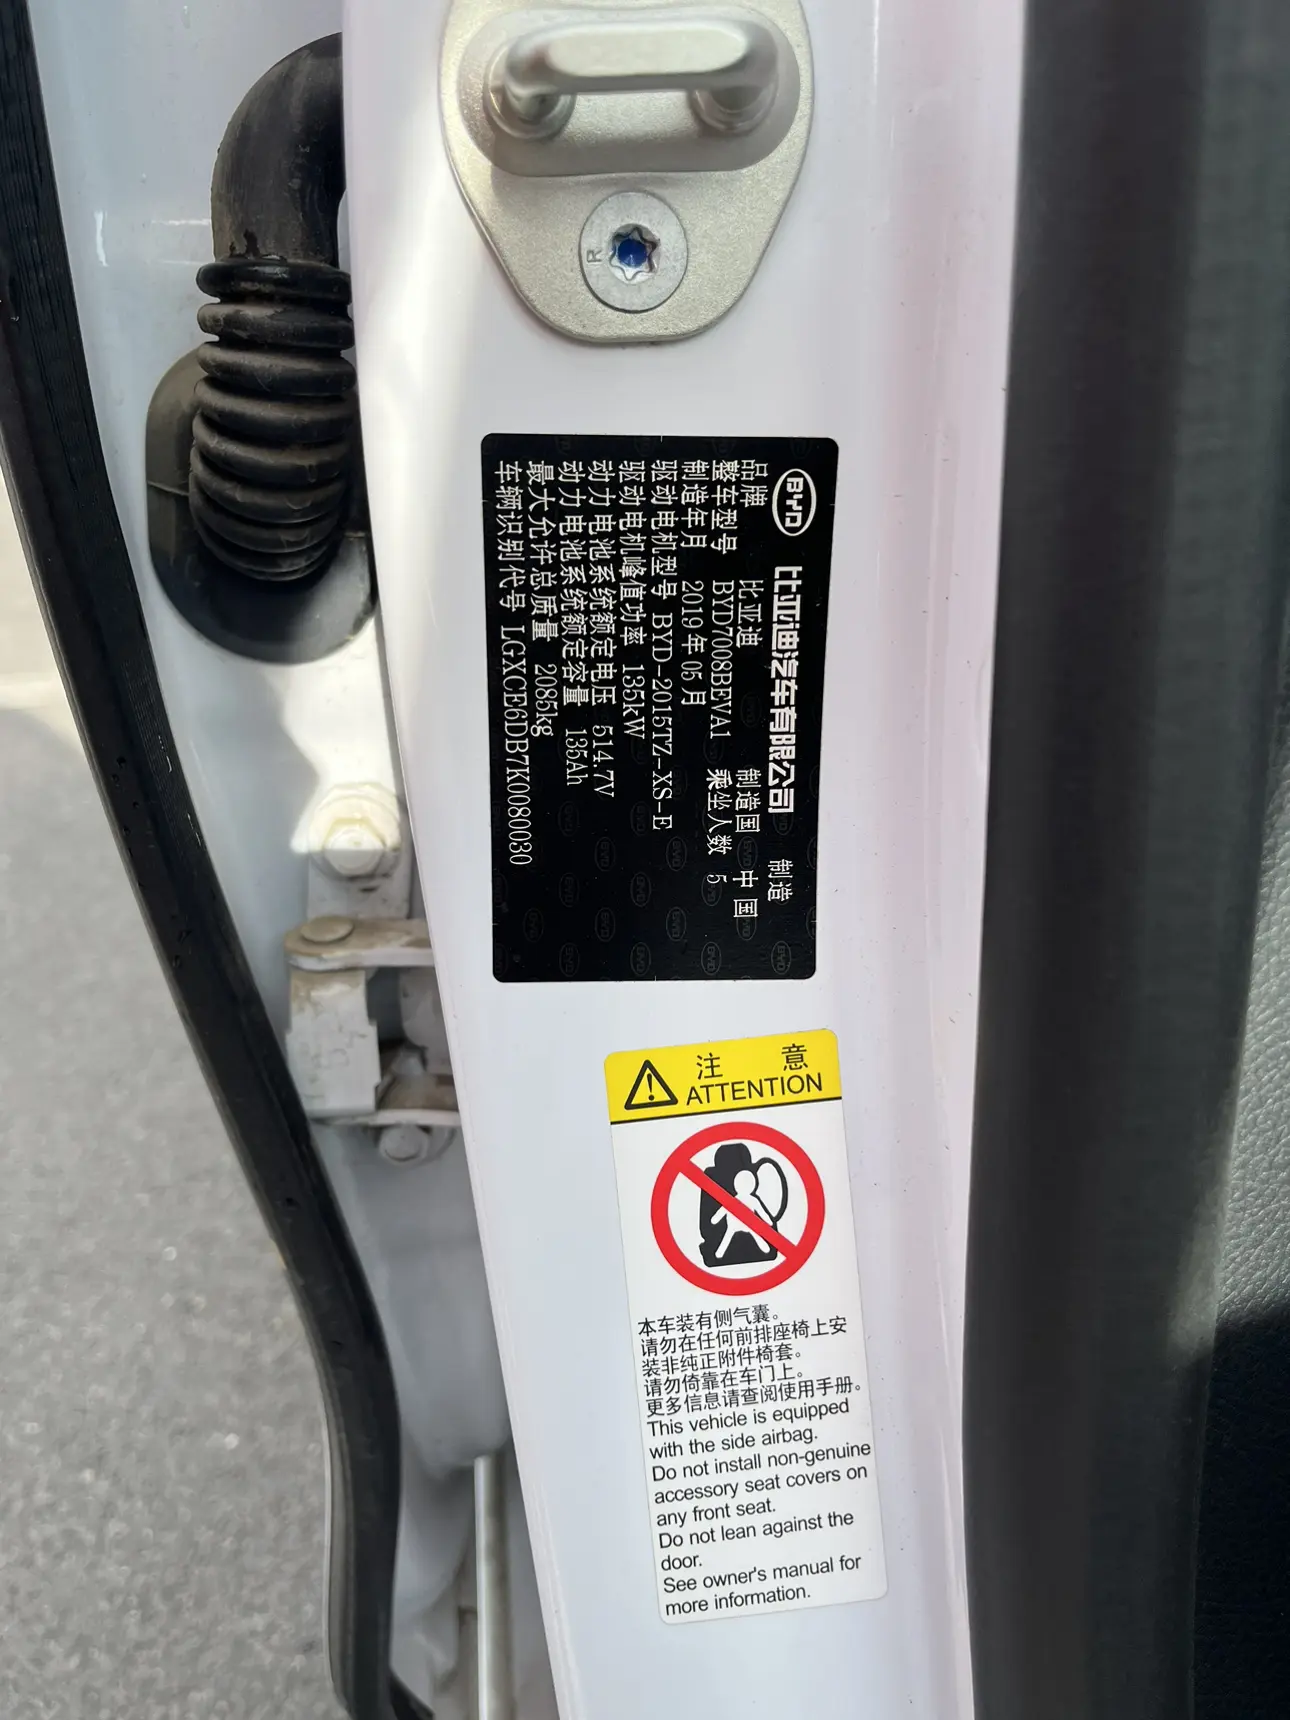 R
BYD 比亚迪汽车有限公司 制造
品牌 比亚迪 制造国 中国
整车型号 BYD7008BEVA1 乘坐人数 5
制造年月 2019年05月
驱动电机型号 BYD-2015TZ-XS-E
驱动电机峰值功率 135kW
动力电池系统额定电压 514.7V
动力电池系统额定容量 135Ah
最大允许总质量 2085kg
车辆识别代号 LGXCE6DB7K0080030
注 意
ATTENTION
本车装有侧气囊。
请勿在任何前排座椅上安
装非纯正附件椅套。
请勿倚靠在车门上。
更多信息请查阅使用手册。
This vehicle is equipped
with the side airbag.
Do not install non-genuine
accessory seat covers on
any front seat.
Do not lean against the
door.
See owner's manual for
more information.